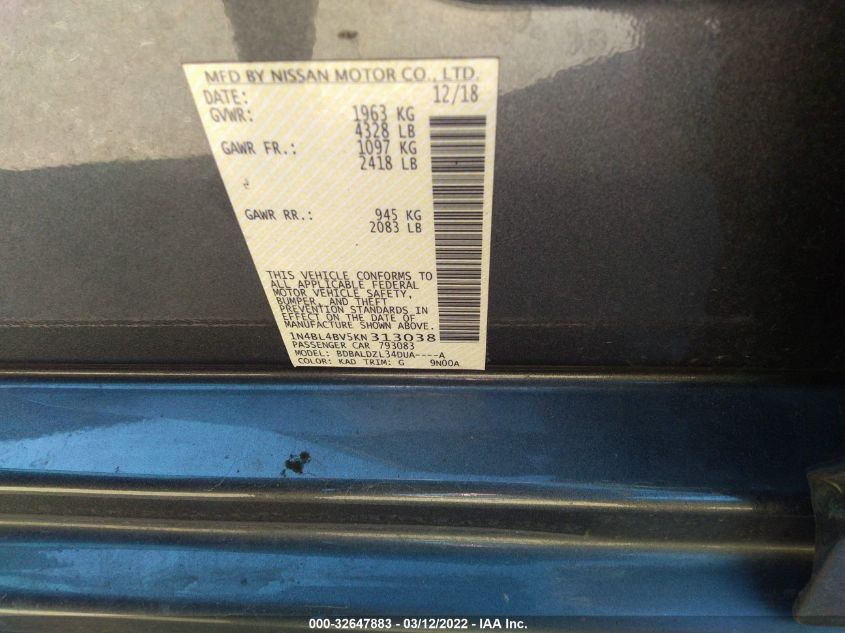 MFD BY NISSAN MOTOR CO., LTD.
DATE: 12/18
GVWR: 1963 KG
4328 LB
GAWR FR.: 1097 KG
2418 LB
GAWR RR.: 945 KG
2083 LB
THIS VEHICLE CONFORMS TO
ALL APPLICABLE FEDERAL
MOTOR VEHICLE SAFETY,
BUMPER, AND THEFT
PREVENTION STANDARDS IN
EFFECT ON THE DATE OF
MANUFACTURE SHOWN ABOVE.
1N4BL4BV5KN313038
PASSENGER CAR 793083
MODEL: BDBALDZL34DUA----A
COLOR: KAD TRIM: G 9N00A
000-32647883 - 03/12/2022 - © IAA Inc.